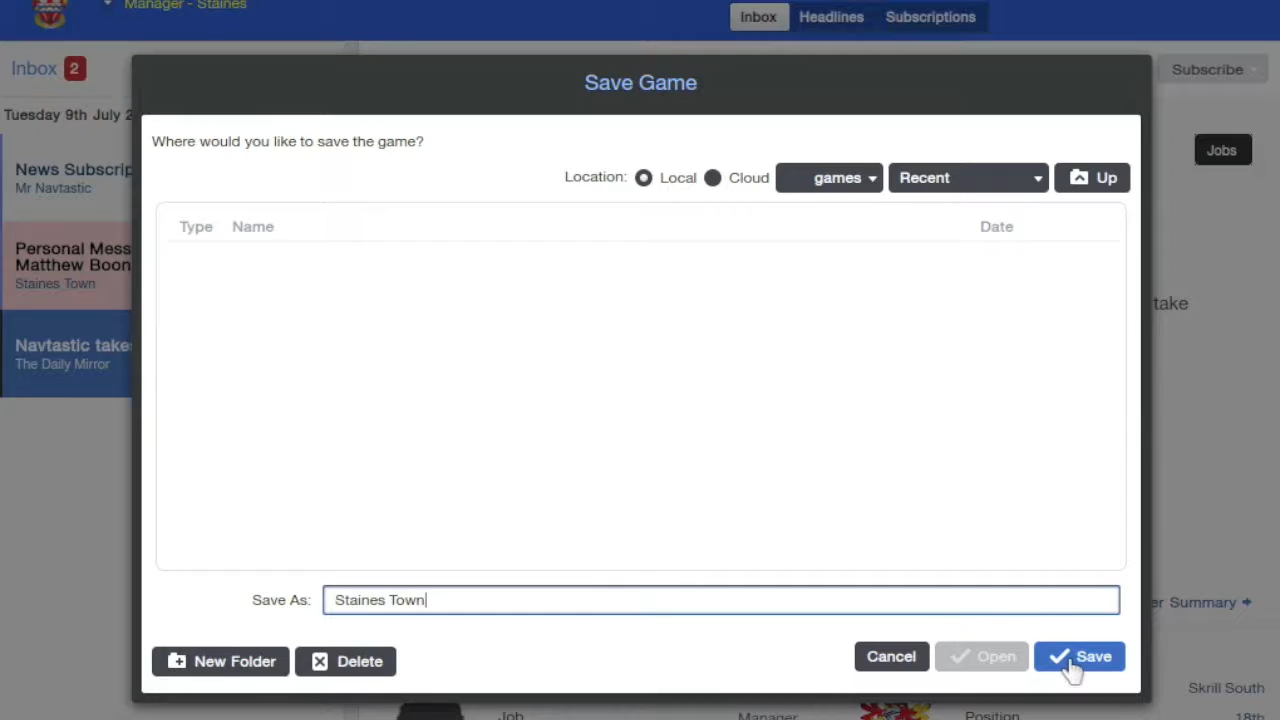 Manager - Staines
Inbox Headlines Subscriptions
Inbox 2
Subscribe
Tuesday 9th July 2
News Subscrip
Mr Navtastic
Personal Mess
Matthew Boon
Staines Town
Navtastic take
The Daily Mirror
Save Game
Where would you like to save the game?
Location: Local Cloud games Recent Up
Type Name Date
Save As: Staines Town
New Folder Delete
Cancel Open Save
Jobs
take
er Summary
Skrill South
Job Manager Position 18th